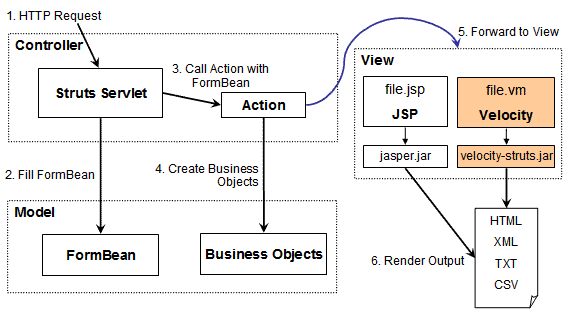 1. HTTP Request
Controller
Struts Servlet
3. Call Action with
FormBean
Action
5. Forward to View
View
file.jsp
JSP
jasper.jar
file.vm
Velocity
velocity-struts.jar
2. Fill FormBean
4. Create Business
Objects
Model
FormBean
Business Objects
6. Render Output
HTML
XML
TXT
CSV